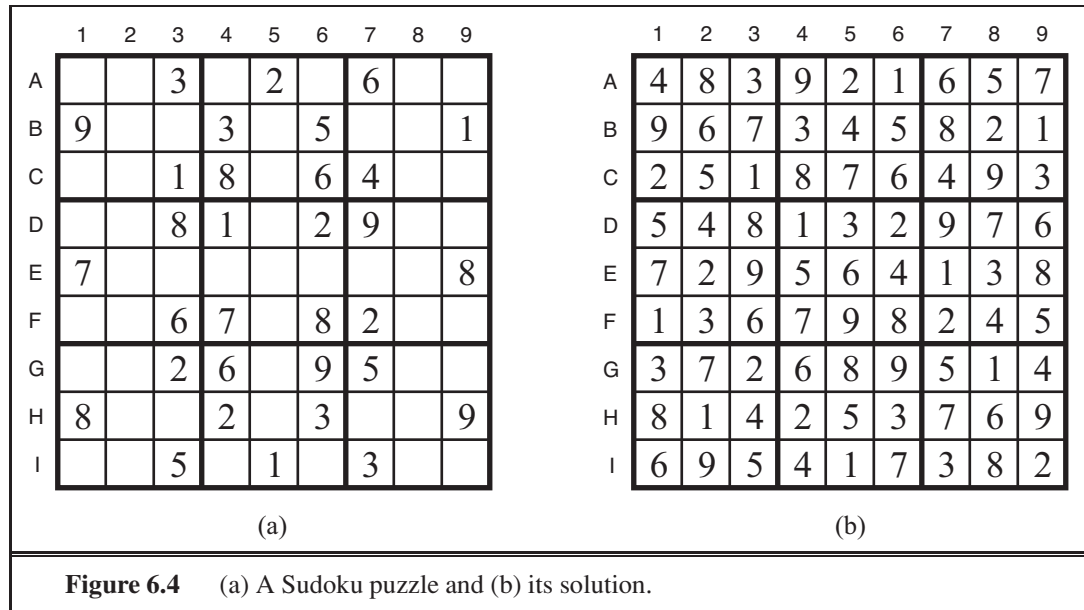 1 2 3 4 5 6 7 8 9
A 3 2 6
B 9 3 5 1
C 1 8 6 4
D 8 1 2 9
E 7 8
F 6 7 8 2
G 2 6 9 5
H 8 2 3 9
I 5 1 3
(a)
1 2 3 4 5 6 7 8 9
A 4 8 3 9 2 1 6 5 7
B 9 6 7 3 4 5 8 2 1
C 2 5 1 8 7 6 4 9 3
D 5 4 8 1 3 2 9 7 6
E 7 2 9 5 6 4 1 3 8
F 1 3 6 7 9 8 2 4 5
G 3 7 2 6 8 9 5 1 4
H 8 1 4 2 5 3 7 6 9
I 6 9 5 4 1 7 3 8 2
(b)
Figure 6.4 (a) A Sudoku puzzle and (b) its solution.